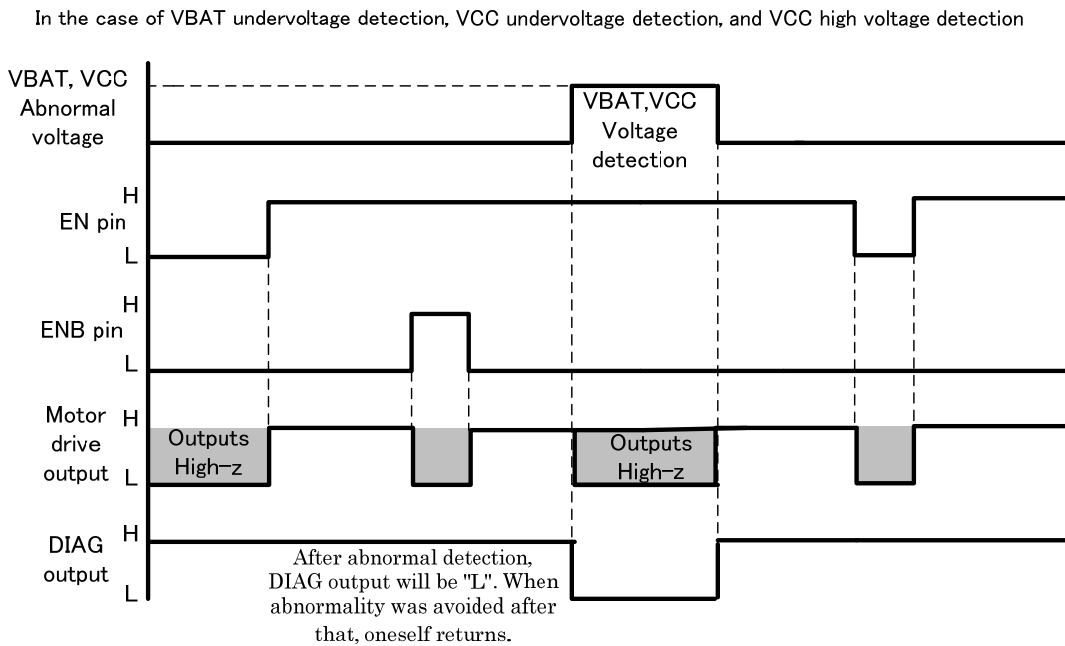 In the case of VBAT undervoltage detection, VCC undervoltage detection, and VCC high voltage detection
VBAT, VCC
Abnormal
voltage
VBAT,VCC
Voltage
detection
H
EN pin
L
H
ENB pin
L
Motor
drive
output
H
L
Outputs
High-z
Outputs
High-z
DIAG
output
H
L
After abnormal detection,
DIAG output will be "L". When
abnormality was avoided after
that, oneself returns.